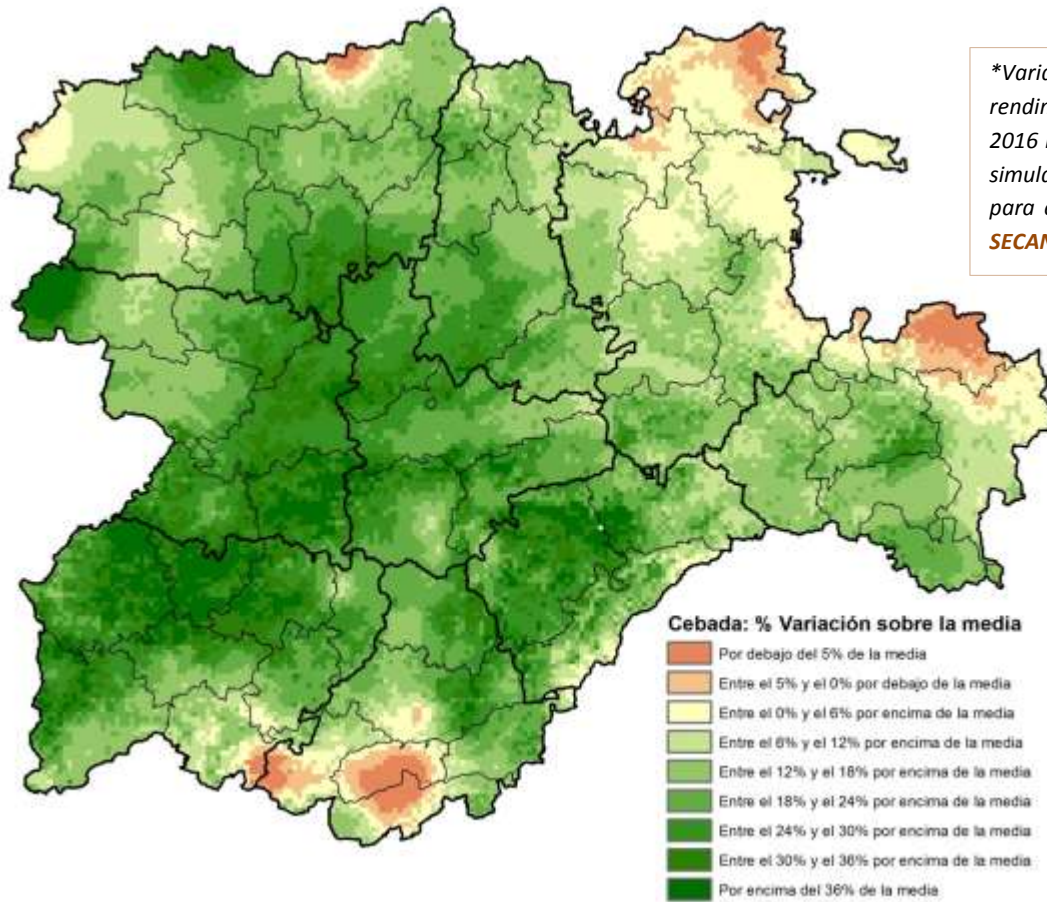 *Varia
rendir
2016
simula
para
SECAN
Cebada: % Variación sobre la media
Por debajo del 5% de la media
Entre el 5% y el 0% por debajo de la media
Entre el 0% y el 6% por encima de la media
Entre el 6% y el 12% por encima de la media
Entre el 12% y el 18% por encima de la media
Entre el 18% y el 24% por encima de la media
Entre el 24% y el 30% por encima de la media
Entre el 30% y el 36% por encima de la media
Por encima del 36% de la media